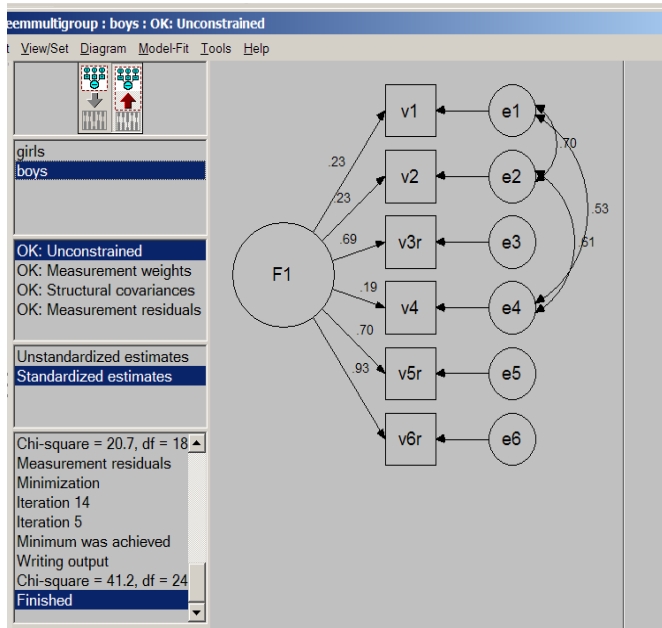 eemmultigroup : boys : OK: Unconstrained
t View/Set Diagram Model-Fit Tools Help
girls
boys
OK: Unconstrained
OK: Measurement weights
OK: Structural covariances
OK: Measurement residuals
Unstandardized estimates
Standardized estimates
Chi-square = 20.7, df = 18
Measurement residuals
Minimization
Iteration 14
Iteration 5
Minimum was achieved
Writing output
Chi-square = 41.2, df = 24
Finished
F1
.23
.23
.69
.19
.70
.93
v1
v2
v3r
v4
v5r
v6r
e1
e2
e3
e4
e5
e6
.70
.53
.61